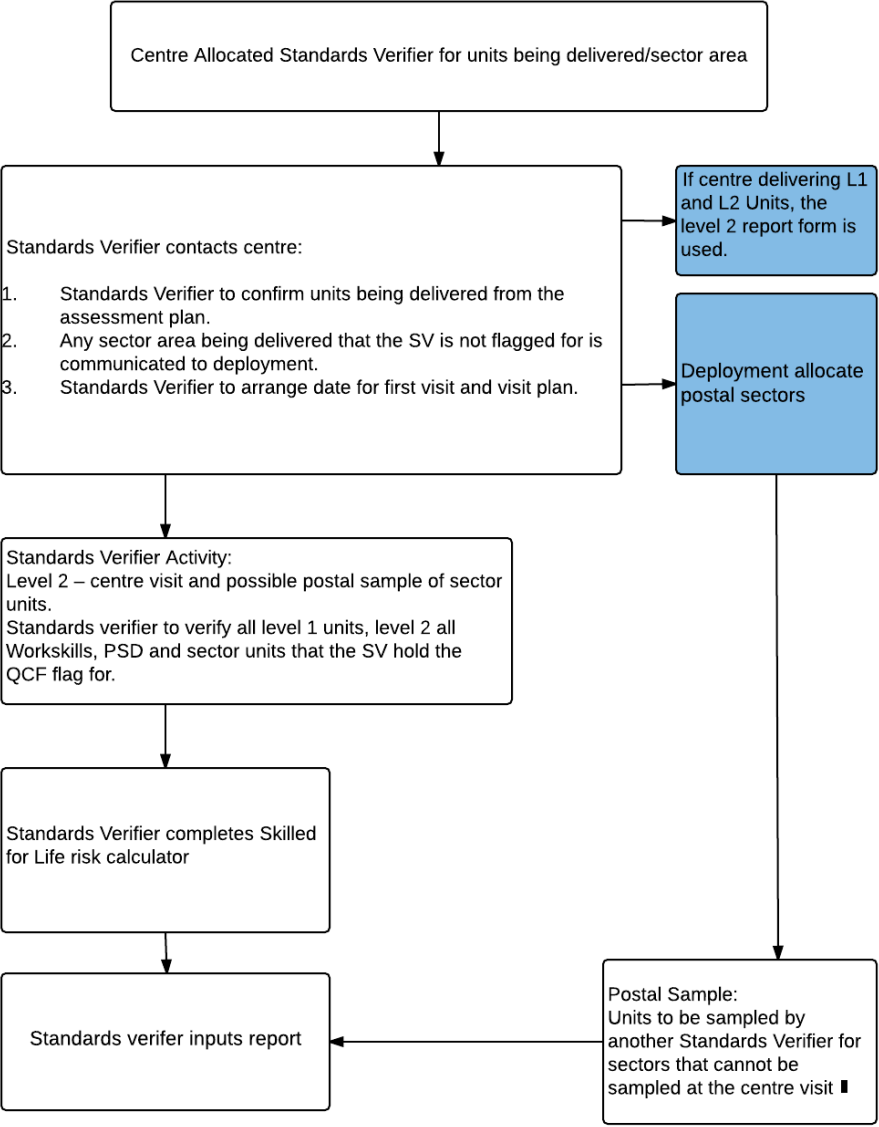 Centre Allocated Standards Verifier for units being delivered/sector area
If centre delivering L1
and L2 Units, the
level 2 report form is
used.
Standards Verifier contacts centre:
1. Standards Verifier to confirm units being delivered from the
assessment plan.
2. Any sector area being delivered that the SV is not flagged for is
communicated to deployment.
3. Standards Verifier to arrange date for first visit and visit plan.
Deployment allocate
postal sectors
Standards Verifier Activity:
Level 2 – centre visit and possible postal sample of sector
units.
Standards verifier to verify all level 1 units, level 2 all
Workskills, PSD and sector units that the SV hold the
QCF flag for.
Standards Verifier completes Skilled
for Life risk calculator
Standards verifer inputs report
Postal Sample:
Units to be sampled by
another Standards Verifier for
sectors that cannot be
sampled at the centre visit